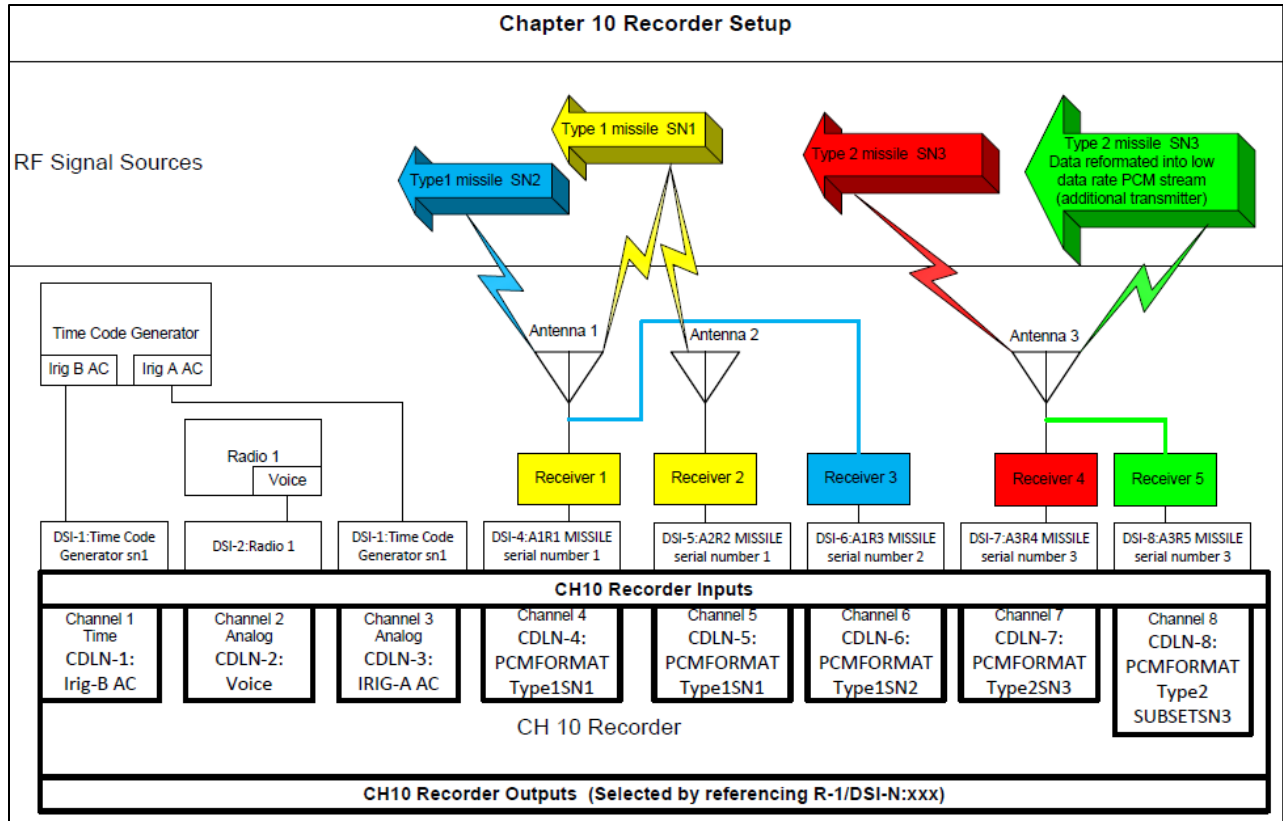 Chapter 10 Recorder Setup
RF Signal Sources
Type1 missile SN2
Type 1 missile SN1
Type 2 missile SN3
Type 2 missile SN3
Data reformated into low
data rate PCM stream
(additional transmitter)
Time Code Generator
Irig B AC
Irig A AC
Radio 1
Voice
Antenna 1
Antenna 2
Antenna 3
Receiver 1
Receiver 2
Receiver 3
Receiver 4
Receiver 5
DSI-1:Time Code
Generator sn1
DSI-2:Radio 1
DSI-1:Time Code
Generator sn1
DSI-4:A1R1 MISSILE
serial number 1
DSI-5:A2R2 MISSILE
serial number 1
DSI-6:A1R3 MISSILE
serial number 2
DSI-7:A3R4 MISSILE
serial number 3
DSI-8:A3R5 MISSILE
serial number 3
CH10 Recorder Inputs
Channel 1
Time
CDLN-1:
Irig-B AC
Channel 2
Analog
CDLN-2:
Voice
Channel 3
Analog
CDLN-3:
IRIG-A AC
Channel 4
CDLN-4:
PCMFORMAT
Type1SN1
Channel 5
CDLN-5:
PCMFORMAT
Type1SN1
Channel 6
CDLN-6:
PCMFORMAT
Type1SN2
Channel 7
CDLN-7:
PCMFORMAT
Type2SN3
Channel 8
CDLN-8:
PCMFORMAT
Type2
SUBSETSN3
CH 10 Recorder
CH10 Recorder Outputs (Selected by referencing R-1/DSI-N:xxx)